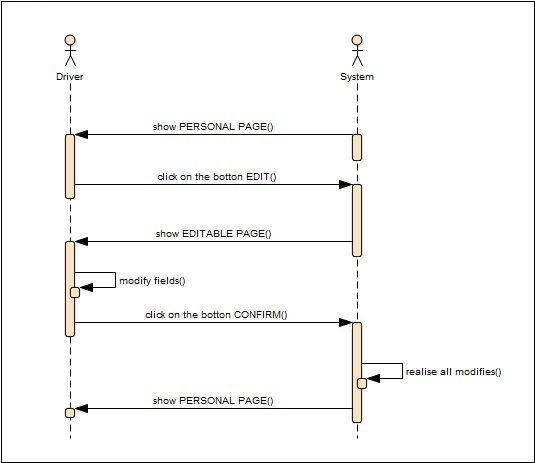 Driver
System
show PERSONAL PAGE()
click on the botton EDIT()
show EDITABLE PAGE()
modify fields()
click on the botton CONFIRM()
realise all modifies()
show PERSONAL PAGE()